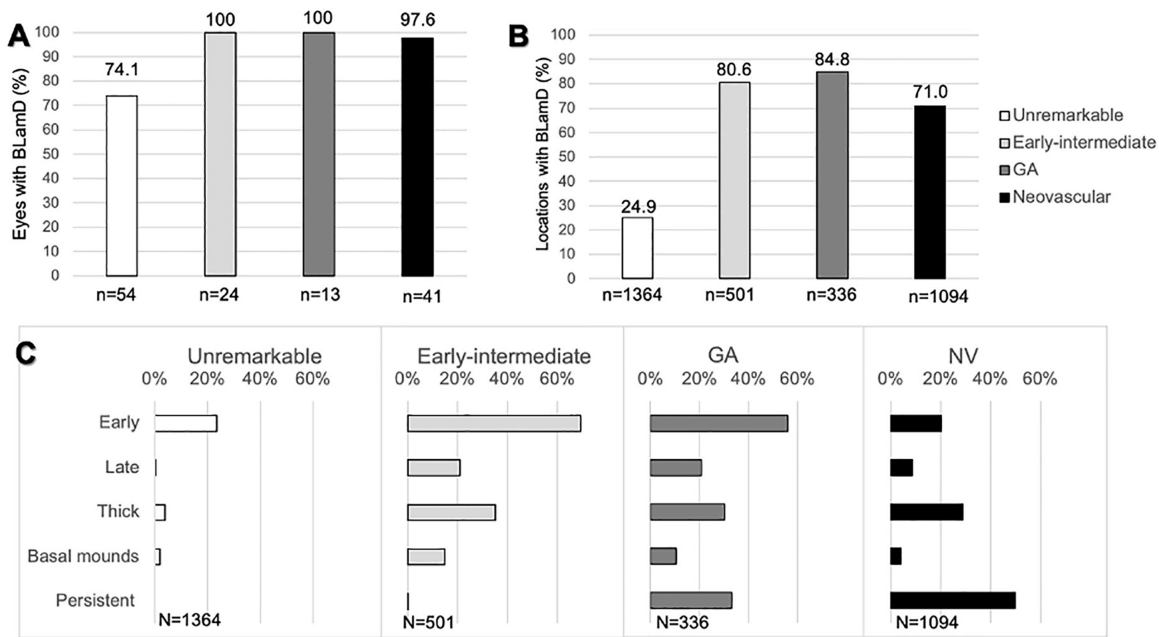 A
Eyes with BLamD (%)
100
90
80
70
60
50
40
30
20
10
0
74.1
100
100
97.6
n=54
n=24
n=13
n=41
B
Locations with BLamD (%)
100
90
80
70
60
50
40
30
20
10
0
24.9
80.6
84.8
71.0
n=1364
n=501
n=336
n=1094
Unremarkable
Early-intermediate
GA
Neovascular
C
Unremarkable
0% 20% 40% 60%
Early-intermediate
0% 20% 40% 60%
GA
0% 20% 40% 60%
NV
0% 20% 40% 60%
Early
Late
Thick
Basal mounds
Persistent
N=1364
N=501
N=336
N=1094